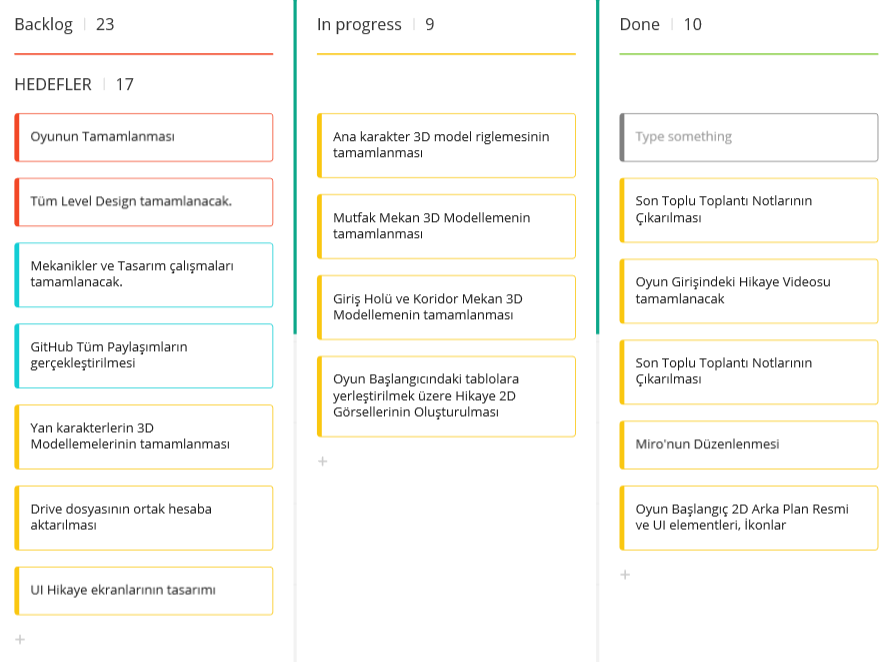 Backlog | 23
In progress | 9
Done | 10
HEDEFLER | 17
Oyunun Tamamlanması
Tüm Level Design tamamlanacak.
Mekanikler ve Tasarım çalışmaları
tamamlanacak.
GitHub Tüm Paylaşımların
gerçekleştirilmesi
Yan karakterlerin 3D
Modellemelerinin tamamlanması
Drive dosyasının ortak hesaba
aktarılması
UI Hikaye ekranlarının tasarımı
+
Ana karakter 3D model riglemesinin
tamamlanması
Mutfak Mekan 3D Modellemenin
tamamlanması
Giriş Holü ve Koridor Mekan 3D
Modellemenin tamamlanması
Oyun Başlangıcındaki tablolara
yerleştirilmek üzere Hikaye 2D
Görsellerinin Oluşturulması
+
Type something
Son Toplu Toplantı Notlarının
Çıkarılması
Oyun Girişindeki Hikaye Videosu
tamamlanacak
Son Toplu Toplantı Notlarının
Çıkarılması
Miro'nun Düzenlenmesi
Oyun Başlangıç 2D Arka Plan Resmi
ve UI elementleri, İkonlar
+